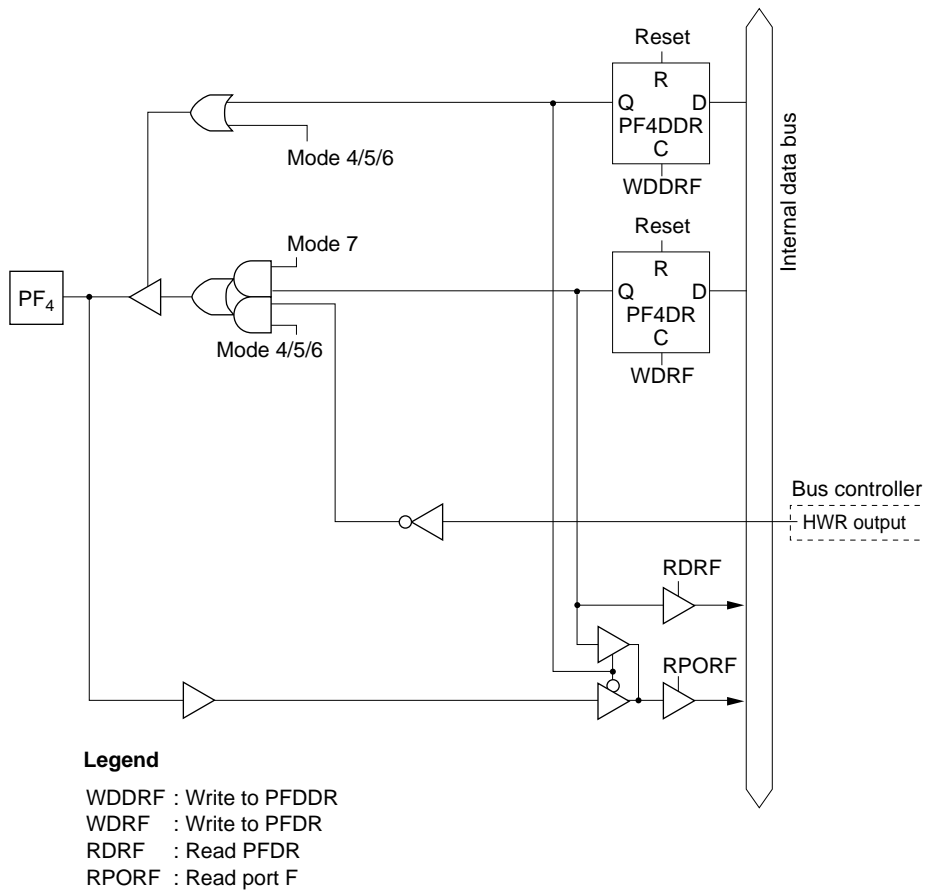 Reset
R
Q D
PF4DDR
C
WDDRF
Mode 4/5/6
Internal data bus
Reset
R
Q D
PF4DR
C
WDRF
Mode 7
PF4
Mode 4/5/6
Bus controller
HWR output
RDRF
RPORF
Legend
WDDRF : Write to PFDDR
WDRF : Write to PFDR
RDRF : Read PFDR
RPORF : Read port F